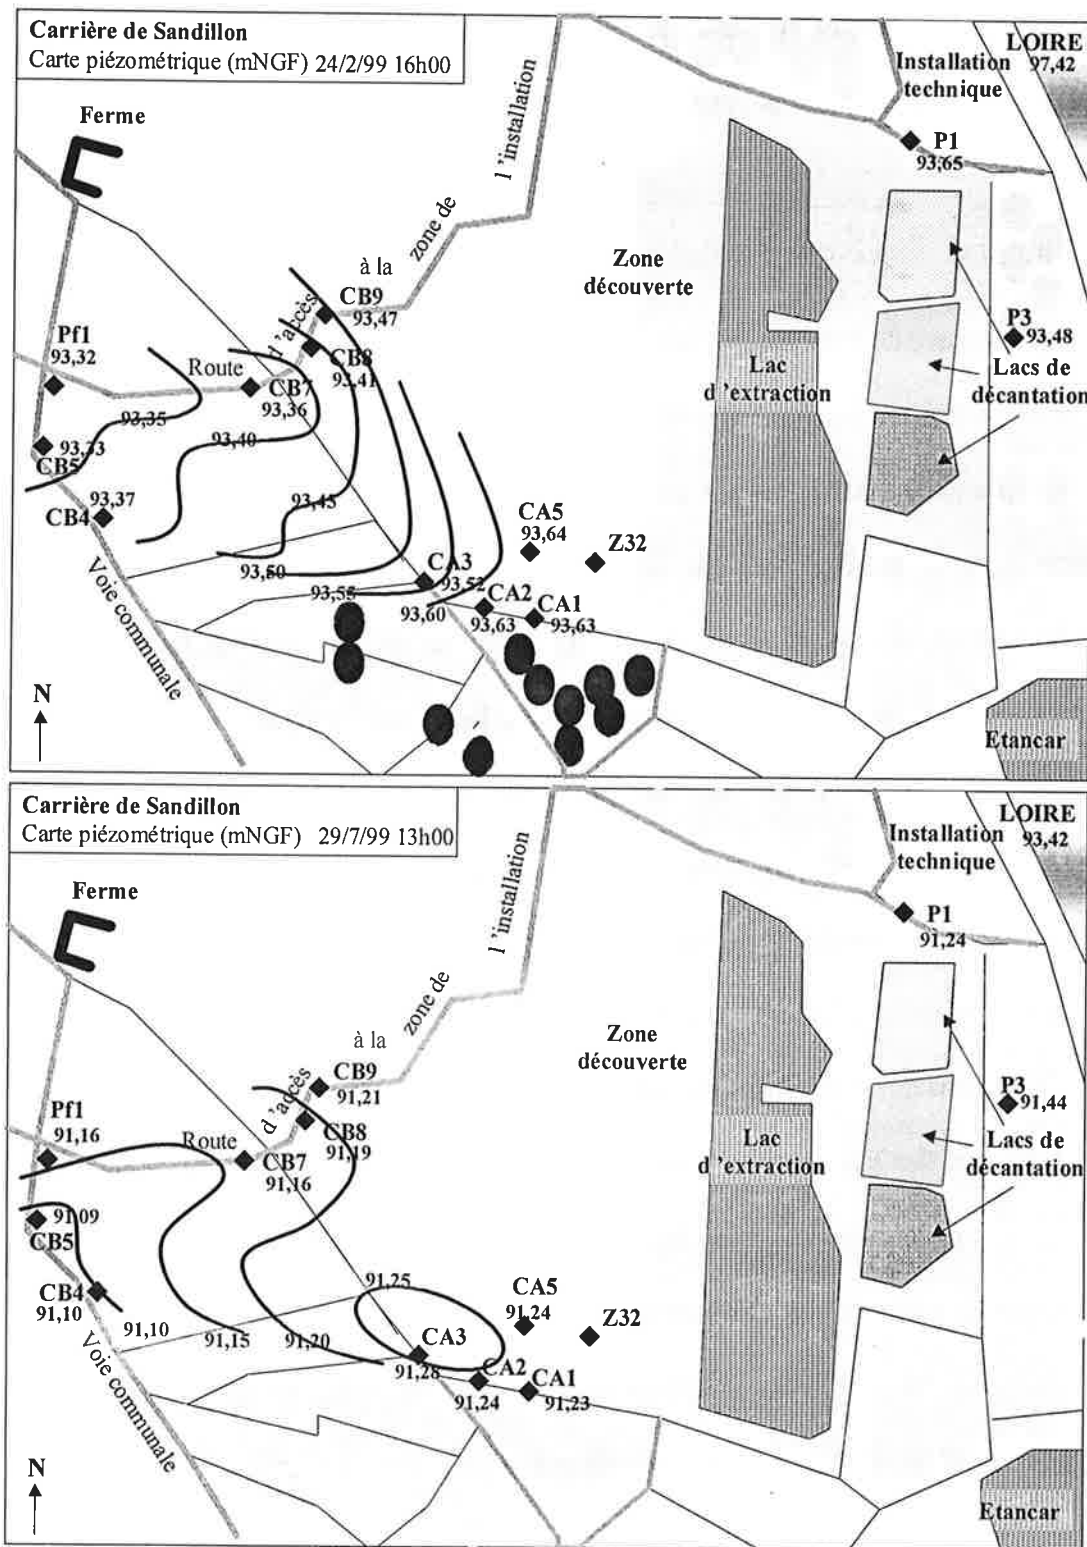 Carrière de Sandillon
Carte piézométrique (mNGF) 24/2/99 16h00
LOIRE
97,42
Installation
technique
Ferme
l 'installation
zone de
à la
d 'accès
Route
P1
93,65
Zone
découverte
CB9
93,47
CB8
93,41
CB7
93,36
Pf1
93,32
P3
93,48
Lac
d 'extraction
Lacs de
décantation
93,35
93,40
93,33
CB5
93,37
CB4
93,45
CA5
93,64
Z32
93,50
CA3
93,52
93,55
93,60
CA2
93,63
CA1
93,63
Voie communale
N
Etancar
Carrière de Sandillon
Carte piézométrique (mNGF) 29/7/99 13h00
LOIRE
93,42
Installation
technique
Ferme
l 'installation
zone de
à la
d 'accès
Route
P1
91,24
Zone
découverte
CB9
91,21
CB8
91,19
CB7
91,16
Pf1
91,16
P3
91,44
Lac
d 'extraction
Lacs de
décantation
91,09
CB5
CB4
91,10
91,10
91,15
91,20
91,25
CA5
91,24
Z32
CA3
91,28
CA2
91,24
CA1
91,23
Voie communale
N
Etancar